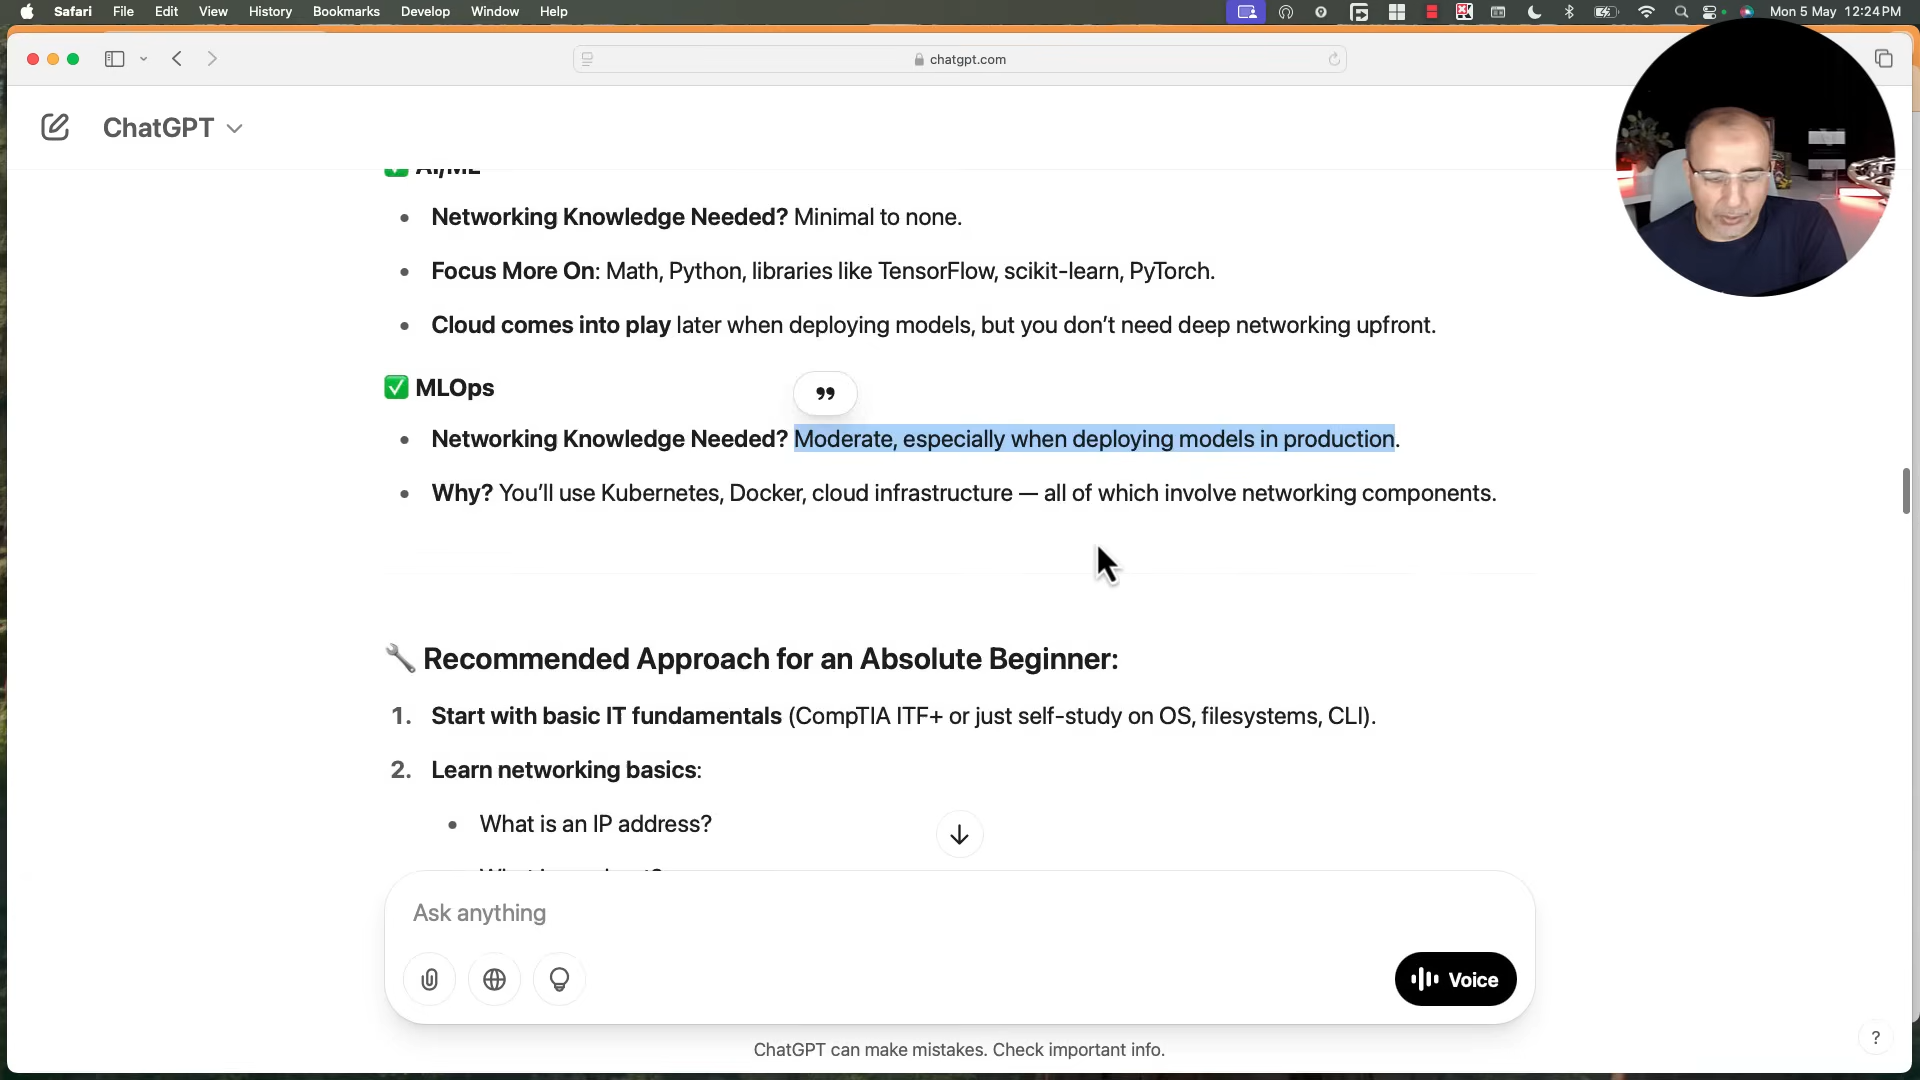 Safari File Edit View History Bookmarks Develop Window Help Mon 5 May 12:24 PM
chatgpt.com
ChatGPT
AI/ML
• Networking Knowledge Needed? Minimal to none.
• Focus More On: Math, Python, libraries like TensorFlow, scikit-learn, PyTorch.
• Cloud comes into play later when deploying models, but you don’t need deep networking upfront.
✅ MLOps
• Networking Knowledge Needed? Moderate, especially when deploying models in production.
• Why? You’ll use Kubernetes, Docker, cloud infrastructure — all of which involve networking components.
🔧 Recommended Approach for an Absolute Beginner:
1. Start with basic IT fundamentals (CompTIA ITF+ or just self-study on OS, filesystems, CLI).
2. Learn networking basics:
• What is an IP address?
Ask anything
Voice
ChatGPT can make mistakes. Check important info.
?